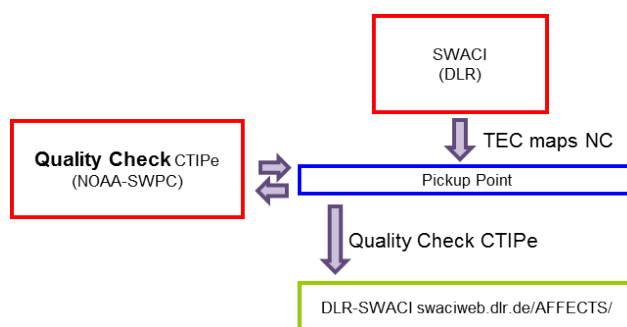 SWACI
(DLR)
TEC maps NC
Quality Check CTIPe
(NOAA-SWPC)
Pickup Point
Quality Check CTIPe
DLR-SWACI swaciweb.dlr.de/AFFECTS/